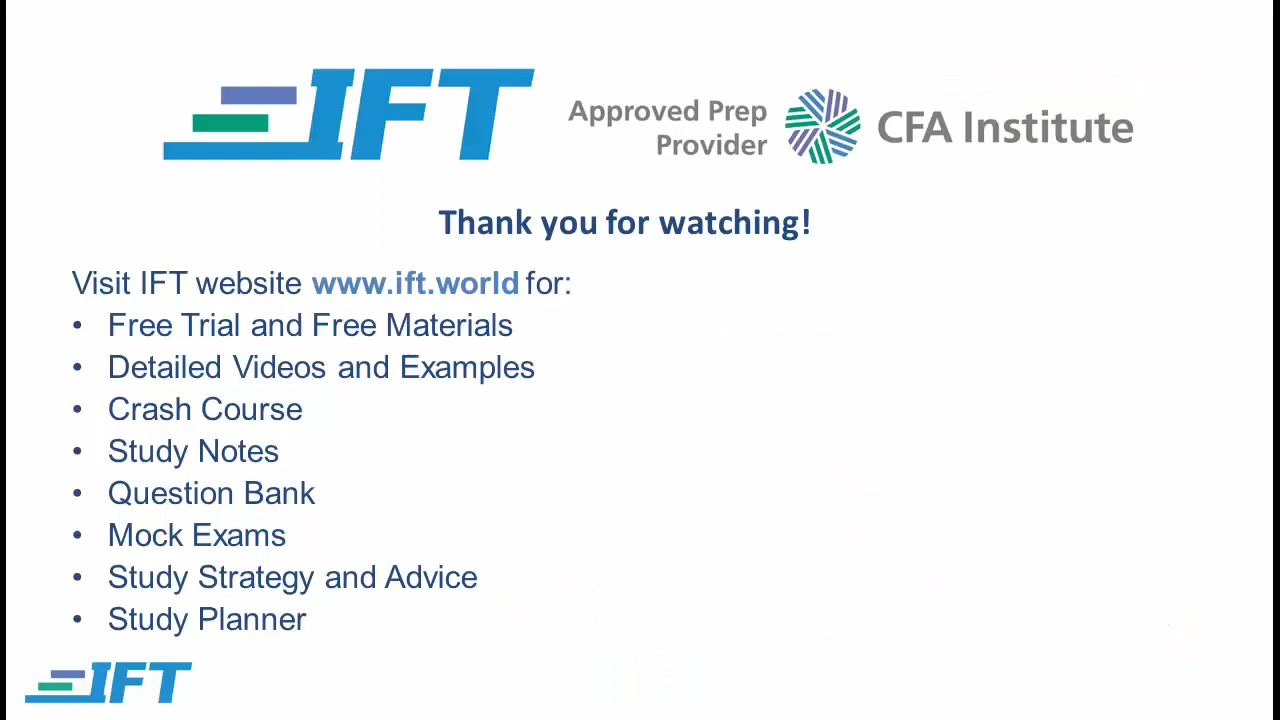 IFT
Approved Prep
Provider
CFA Institute
Thank you for watching!
Visit IFT website www.ift.world for:
• Free Trial and Free Materials
• Detailed Videos and Examples
• Crash Course
• Study Notes
• Question Bank
• Mock Exams
• Study Strategy and Advice
• Study Planner
IFT